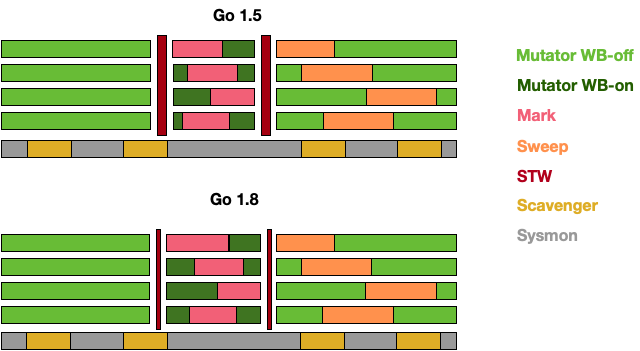 Go 1.5
Mutator WB-off
Mutator WB-on
Mark
Sweep
STW
Scavenger
Sysmon
Go 1.8